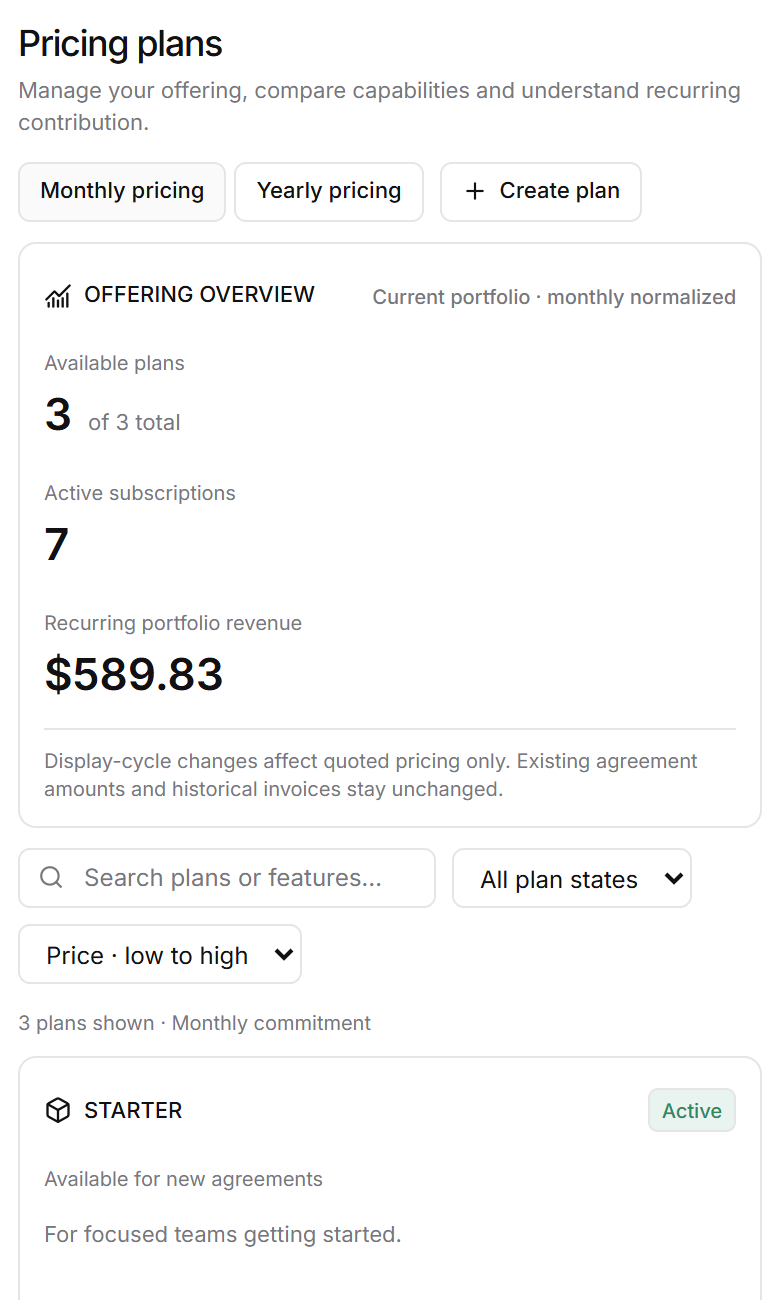 Pricing plans
Manage your offering, compare capabilities and understand recurring
contribution.
Monthly pricing
Yearly pricing
Create plan
OFFERING OVERVIEW
Current portfolio · monthly normalized
Available plans
3 of 3 total
Active subscriptions
7
Recurring portfolio revenue
$589.83
Display-cycle changes affect quoted pricing only. Existing agreement
amounts and historical invoices stay unchanged.
Search plans or features...
All plan states
Price · low to high
3 plans shown · Monthly commitment
STARTER
Active
Available for new agreements
For focused teams getting started.